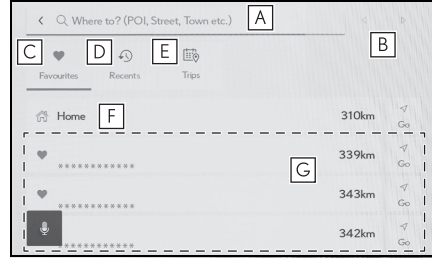 Where to? (POI, Street, Town etc.) A
B
C D E
Favourites Recents Trips
Home F 310km Go
************ 339km Go
G
************ 343km Go
************ 342km Go